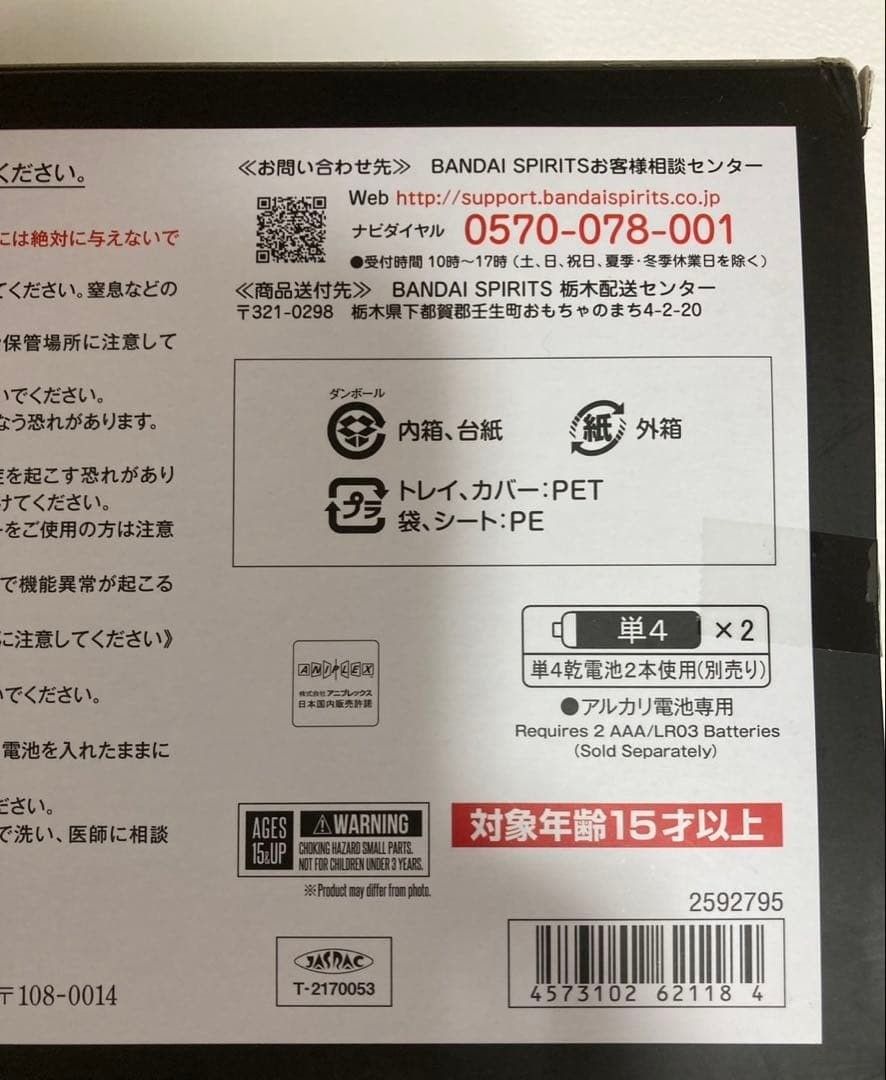 ください。
には絶対に与えないで
てください。窒息などの
保管場所に注意して
いでください。
なう恐れがあります。
を起こす恐れがあり
けてください。
をご使用の方は注意
で機能異常が起こる
に注意してください》
いでください。
電池を入れたままに
ださい。
で洗い、医師に相談
〒108-0014
≪お問い合わせ先≫ BANDAI SPIRITSお客様相談センター
Web http://support.bandaispirits.co.jp
ナビダイヤル 0570-078-001
●受付時間 10時~17時(土、日、祝日、夏季・冬季休業日を除く)
≪商品送付先≫ BANDAI SPIRITS 栃木配送センター
〒321-0298 栃木県下都賀郡壬生町おもちゃのまち4-2-20
ダンボール
内箱、台紙
紙 外箱
プラ トレイ、カバー:PET
袋、シート:PE
単4 ×2
単4乾電池2本使用(別売り)
●アルカリ電池専用
Requires 2 AAA/LR03 Batteries
(Sold Separately)
ANIPLEX
株式会社アニプレックス
日本国内販売許諾
AGES
15&UP
⚠WARNING
CHOKING HAZARD SMALL PARTS.
NOT FOR CHILDREN UNDER 3 YEARS.
※Product may differ from photo.
対象年齢15才以上
2592795
JASRAC
T-2170053
4573102 62118 4